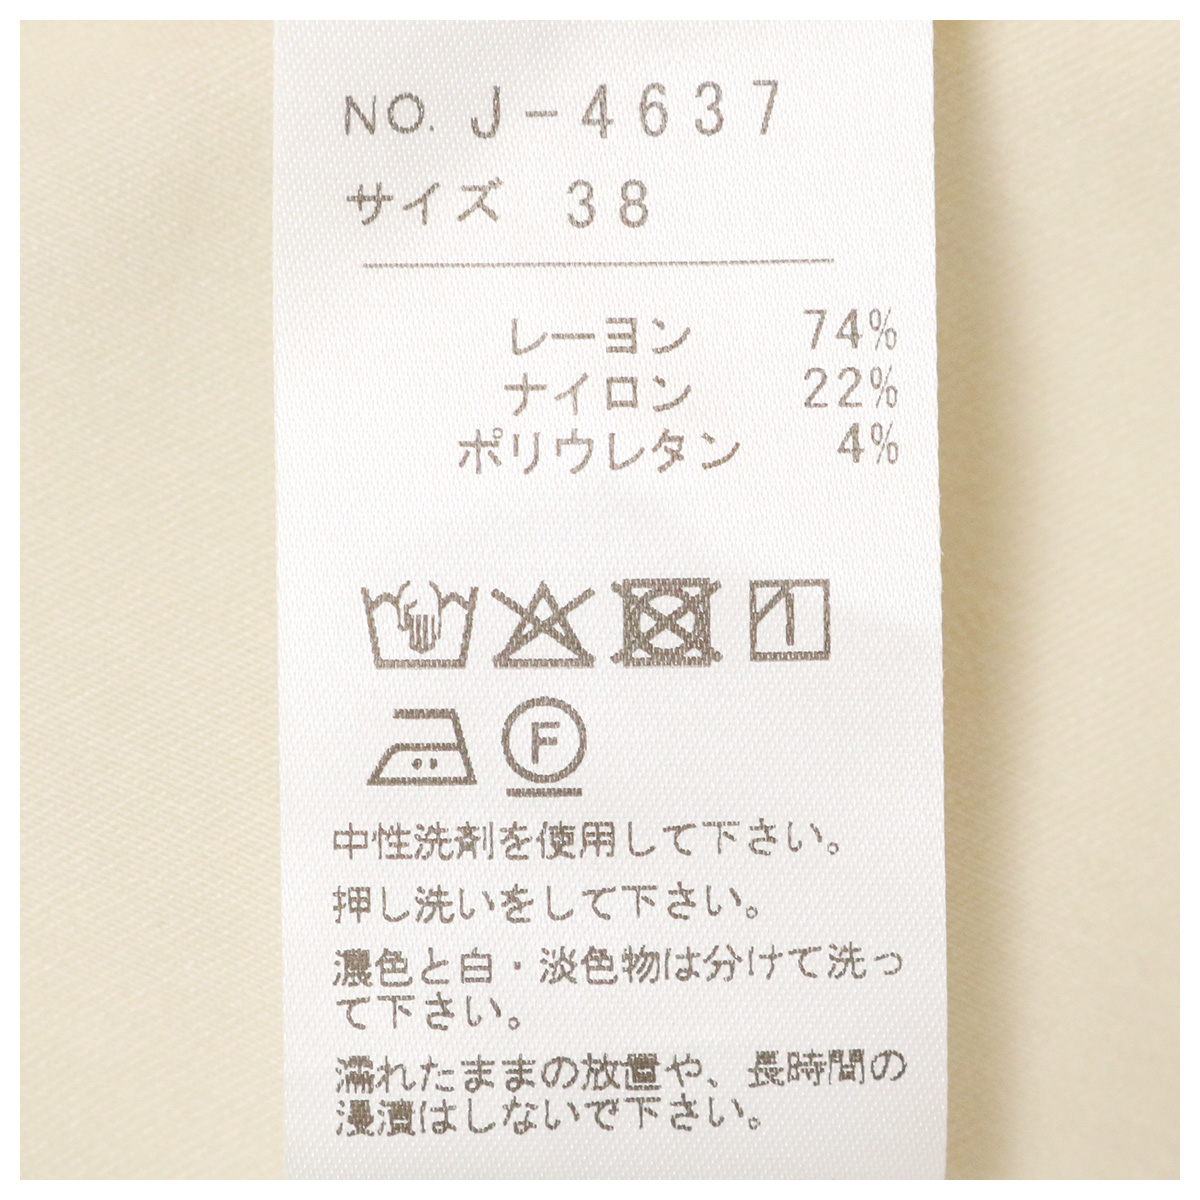 NO. J-4637
サイズ 38
レーヨン 74%
ナイロン 22%
ポリウレタン 4%
F
中性洗剤を使用して下さい。
押し洗いをして下さい。
濃色と白・淡色物は分けて洗っ
て下さい。
濡れたままの放置や、長時間の
浸漬はしないで下さい。